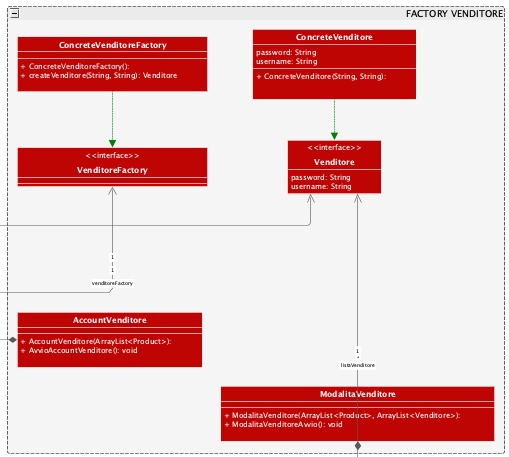 FACTORY VENDITORE
ConcreteVenditoreFactory
+ ConcreteVenditoreFactory():
+ createVenditore(String, String): Venditore
ConcreteVenditore
password: String
username: String
+ ConcreteVenditore(String, String):
<<interface>>
VenditoreFactory
<<interface>>
Venditore
password: String
username: String
1
1
venditoreFactory
AccountVenditore
+ AccountVenditore(ArrayList<Product>):
+ AvvioAccountVenditore(): void
1
*
listaVenditore
ModalitaVenditore
+ ModalitaVenditore(ArrayList<Product>, ArrayList<Venditore>):
+ ModalitaVenditoreAvvio(): void